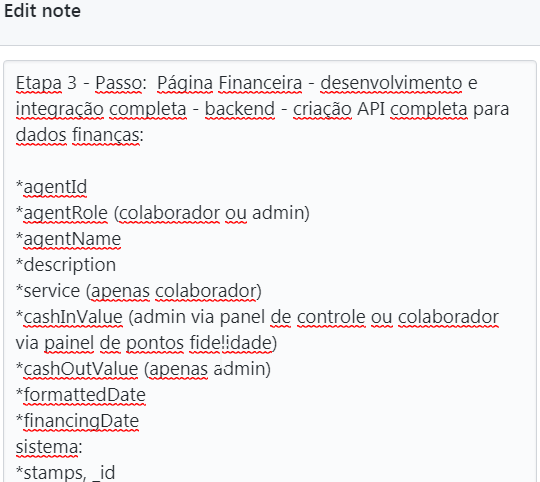 Edit note
Etapa 3 - Passo:  Página Financeira - desenvolvimento e
integração completa - backend - criação API completa para
dados finanças:
*agentId
*agentRole (colaborador ou admin)
*agentName
*description
*service (apenas colaborador)
*cashInValue (admin via panel de controle ou colaborador
via painel de pontos fidelidade)
*cashOutValue (apenas admin)
*formattedDate
*financingDate
sistema:
*stamps, _id